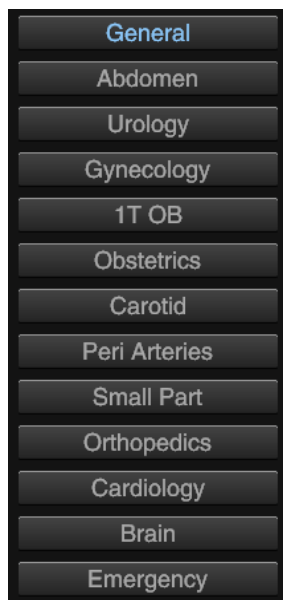 General
Abdomen
Urology
Gynecology
1T OB
Obstetrics
Carotid
Peri Arteries
Small Part
Orthopedics
Cardiology
Brain
Emergency